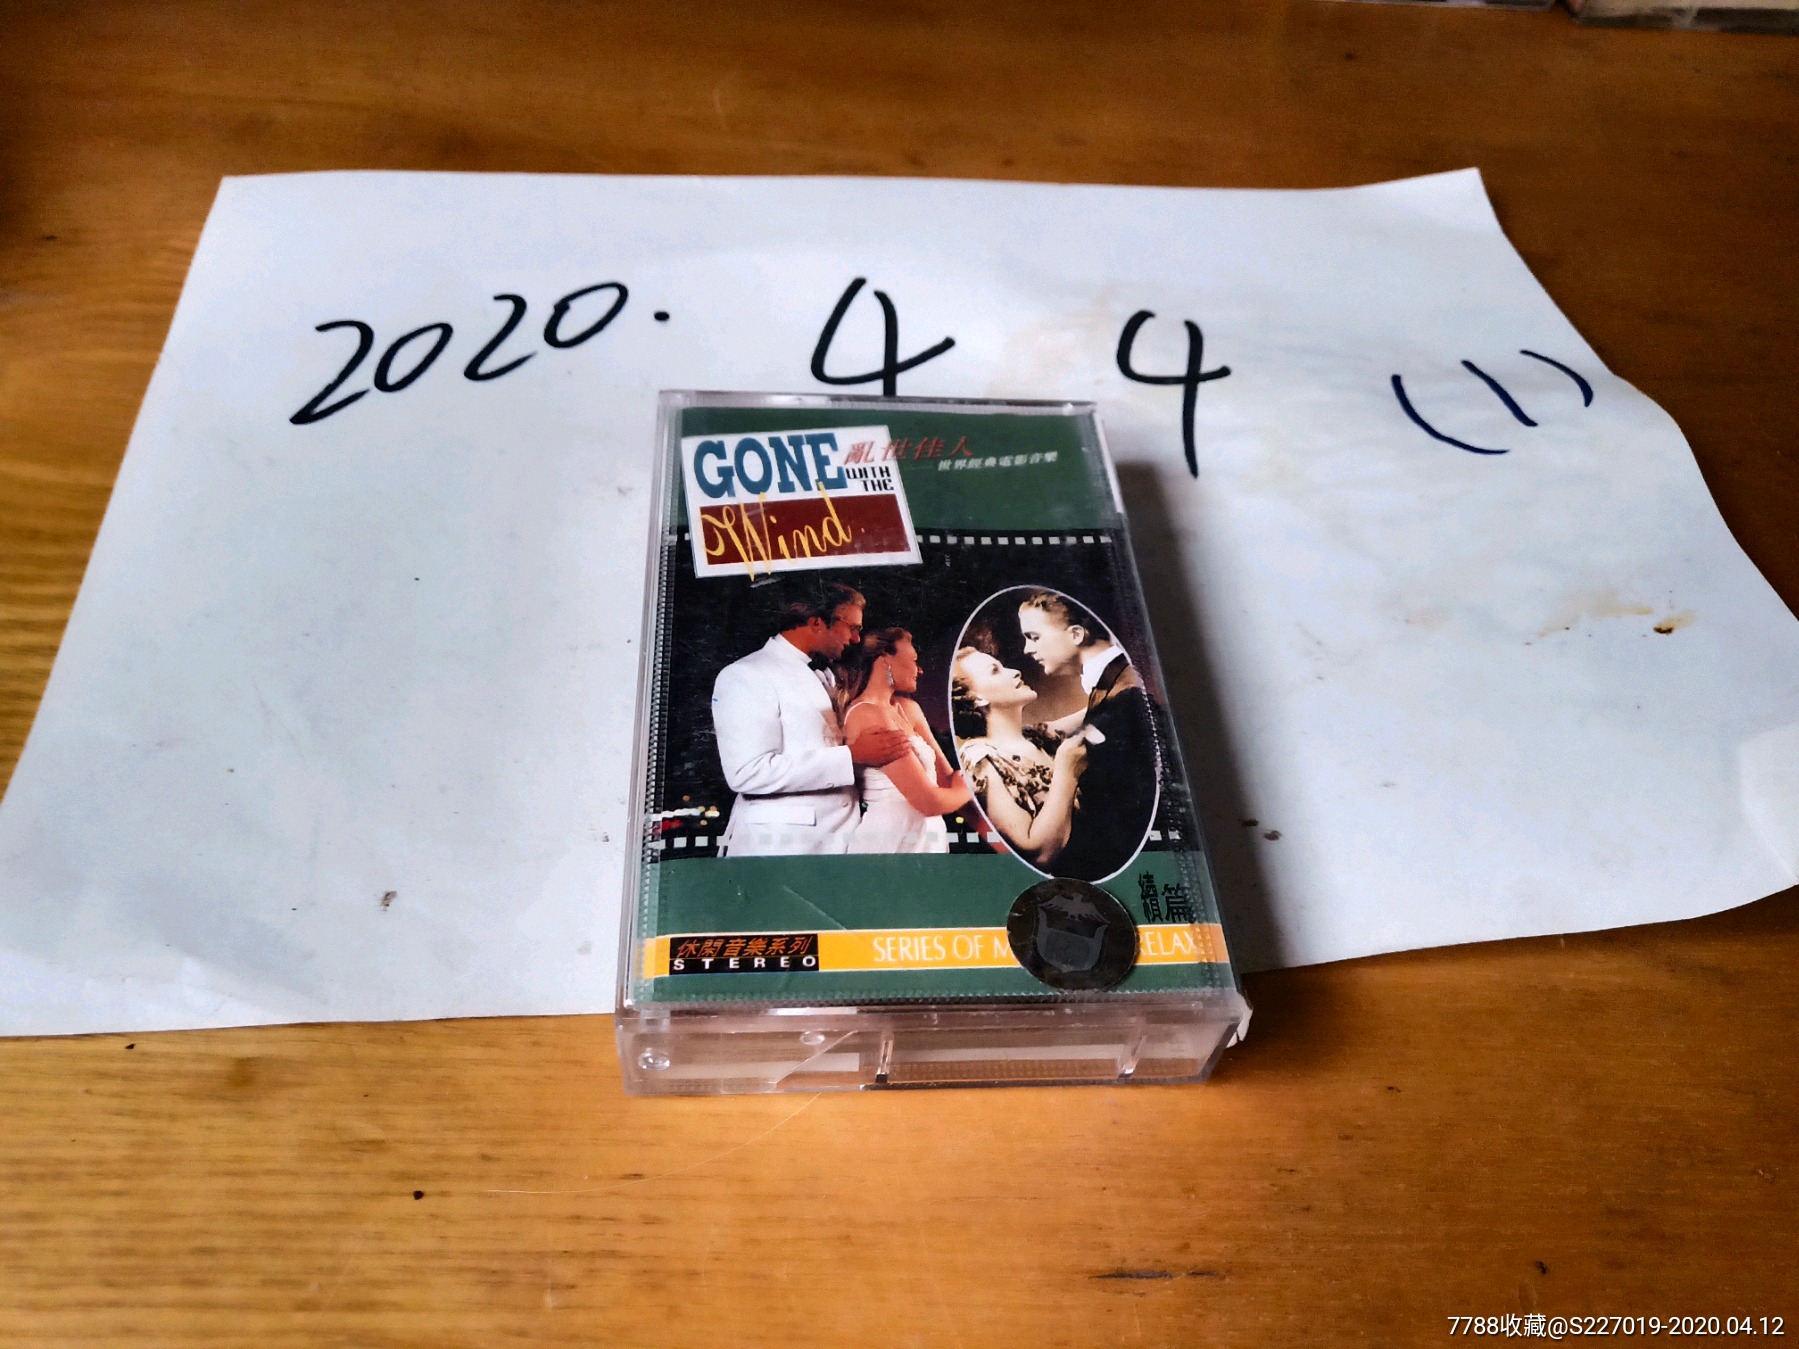 2020. 4 4 (1)
GONE
WITH
THE
Wind
亂世佳人
世界經典電影音樂
續篇
休閑音樂系列
STEREO
SERIES OF M RELAX
7788收藏@S227019-2020.04.12